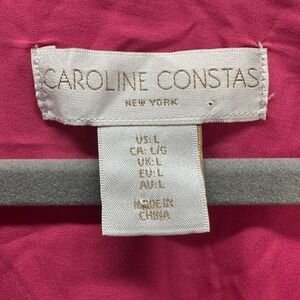 CAROLINE CONSTAS
NEW YORK
US: L
CA: L/G
UK: L
EU: L
AU: L
MADE IN
CHINA